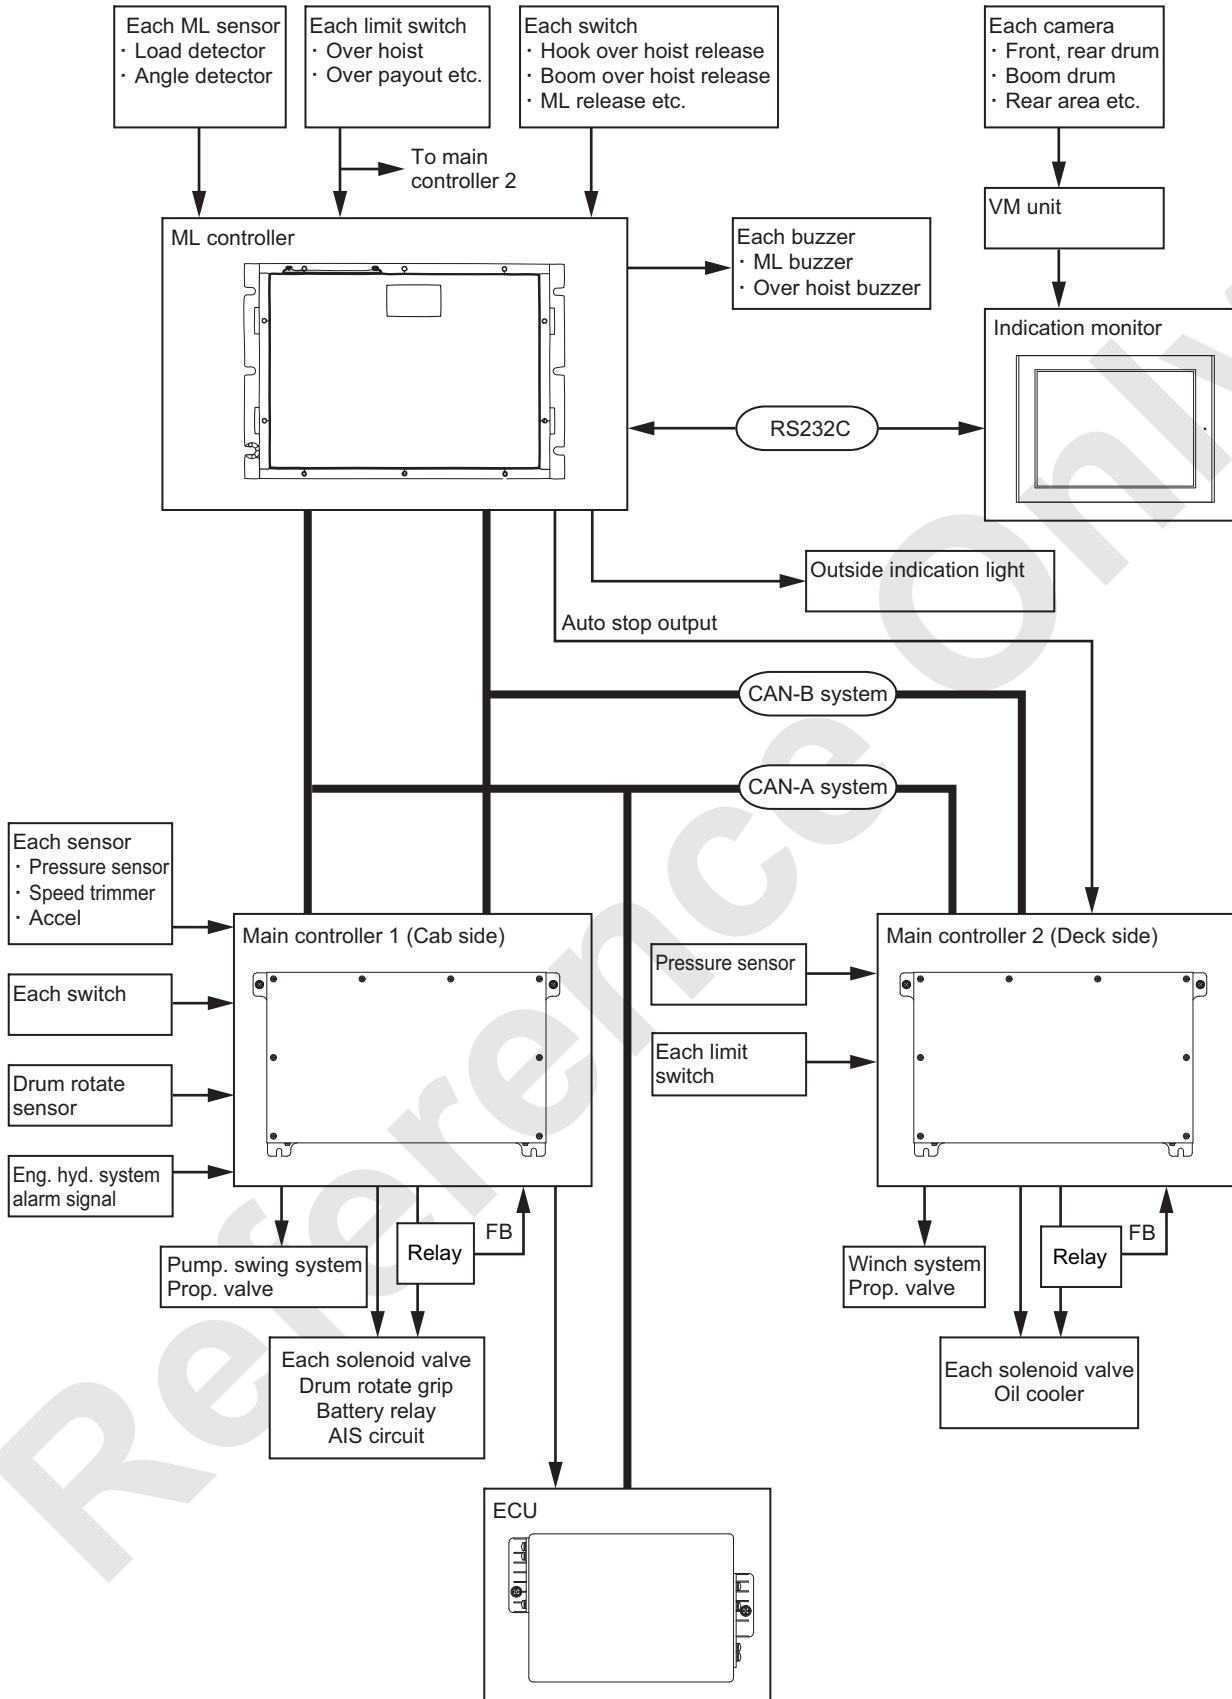 Each ML sensor
· Load detector
· Angle detector
Each limit switch
· Over hoist
· Over payout etc.
Each switch
· Hook over hoist release
· Boom over hoist release
· ML release etc.
Each camera
· Front, rear drum
· Boom drum
· Rear area etc.
To main
controller 2
VM unit
ML controller
Each buzzer
· ML buzzer
· Over hoist buzzer
Indication monitor
RS232C
Outside indication light
Auto stop output
CAN-B system
CAN-A system
Each sensor
· Pressure sensor
· Speed trimmer
· Accel
Main controller 1 (Cab side)
Each switch
Drum rotate
sensor
Eng. hyd. system
alarm signal
Pressure sensor
Each limit
switch
Main controller 2 (Deck side)
Pump. swing system
Prop. valve
Relay
FB
Each solenoid valve
Drum rotate grip
Battery relay
AIS circuit
Winch system
Prop. valve
Relay
FB
Each solenoid valve
Oil cooler
ECU
Reference Only